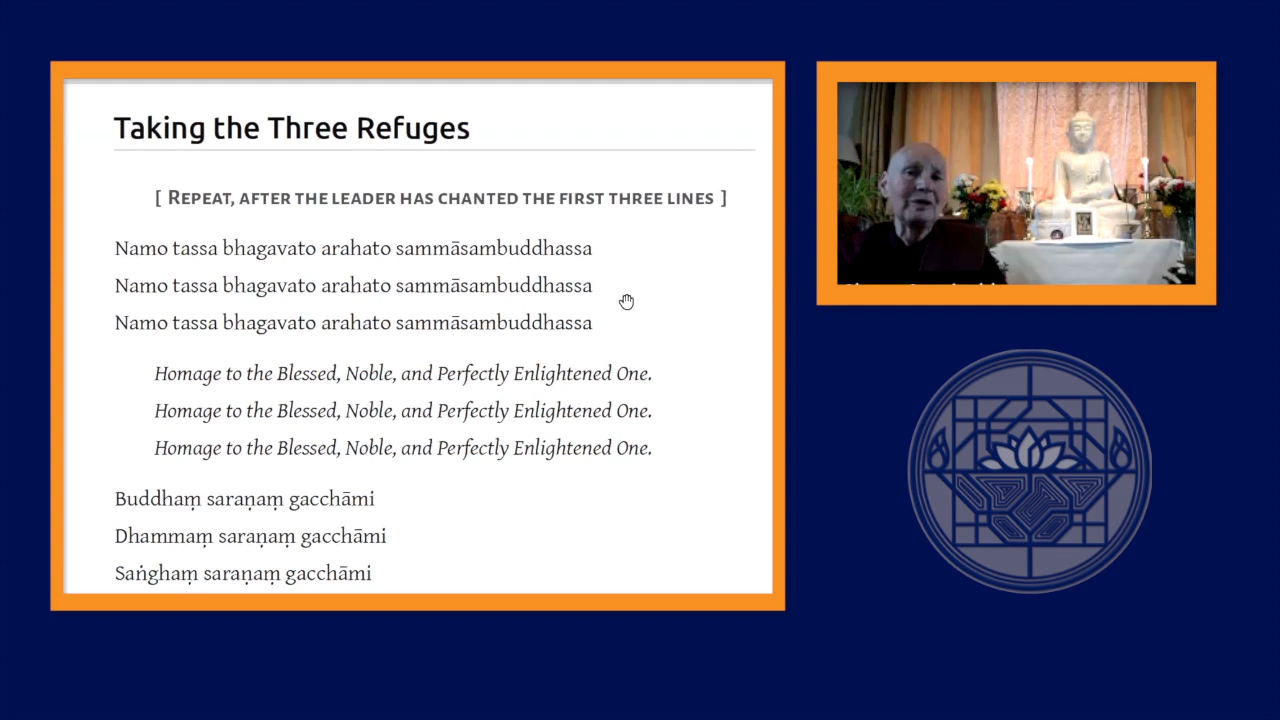 Taking the Three Refuges
[ Repeat, after the leader has chanted the first three lines ]
Namo tassa bhagavato arahato sammāsambuddhassa
Namo tassa bhagavato arahato sammāsambuddhassa
Namo tassa bhagavato arahato sammāsambuddhassa
Homage to the Blessed, Noble, and Perfectly Enlightened One.
Homage to the Blessed, Noble, and Perfectly Enlightened One.
Homage to the Blessed, Noble, and Perfectly Enlightened One.
Buddhaṃ saraṇaṃ gacchāmi
Dhammaṃ saraṇaṃ gacchāmi
Saṅghaṃ saraṇaṃ gacchāmi